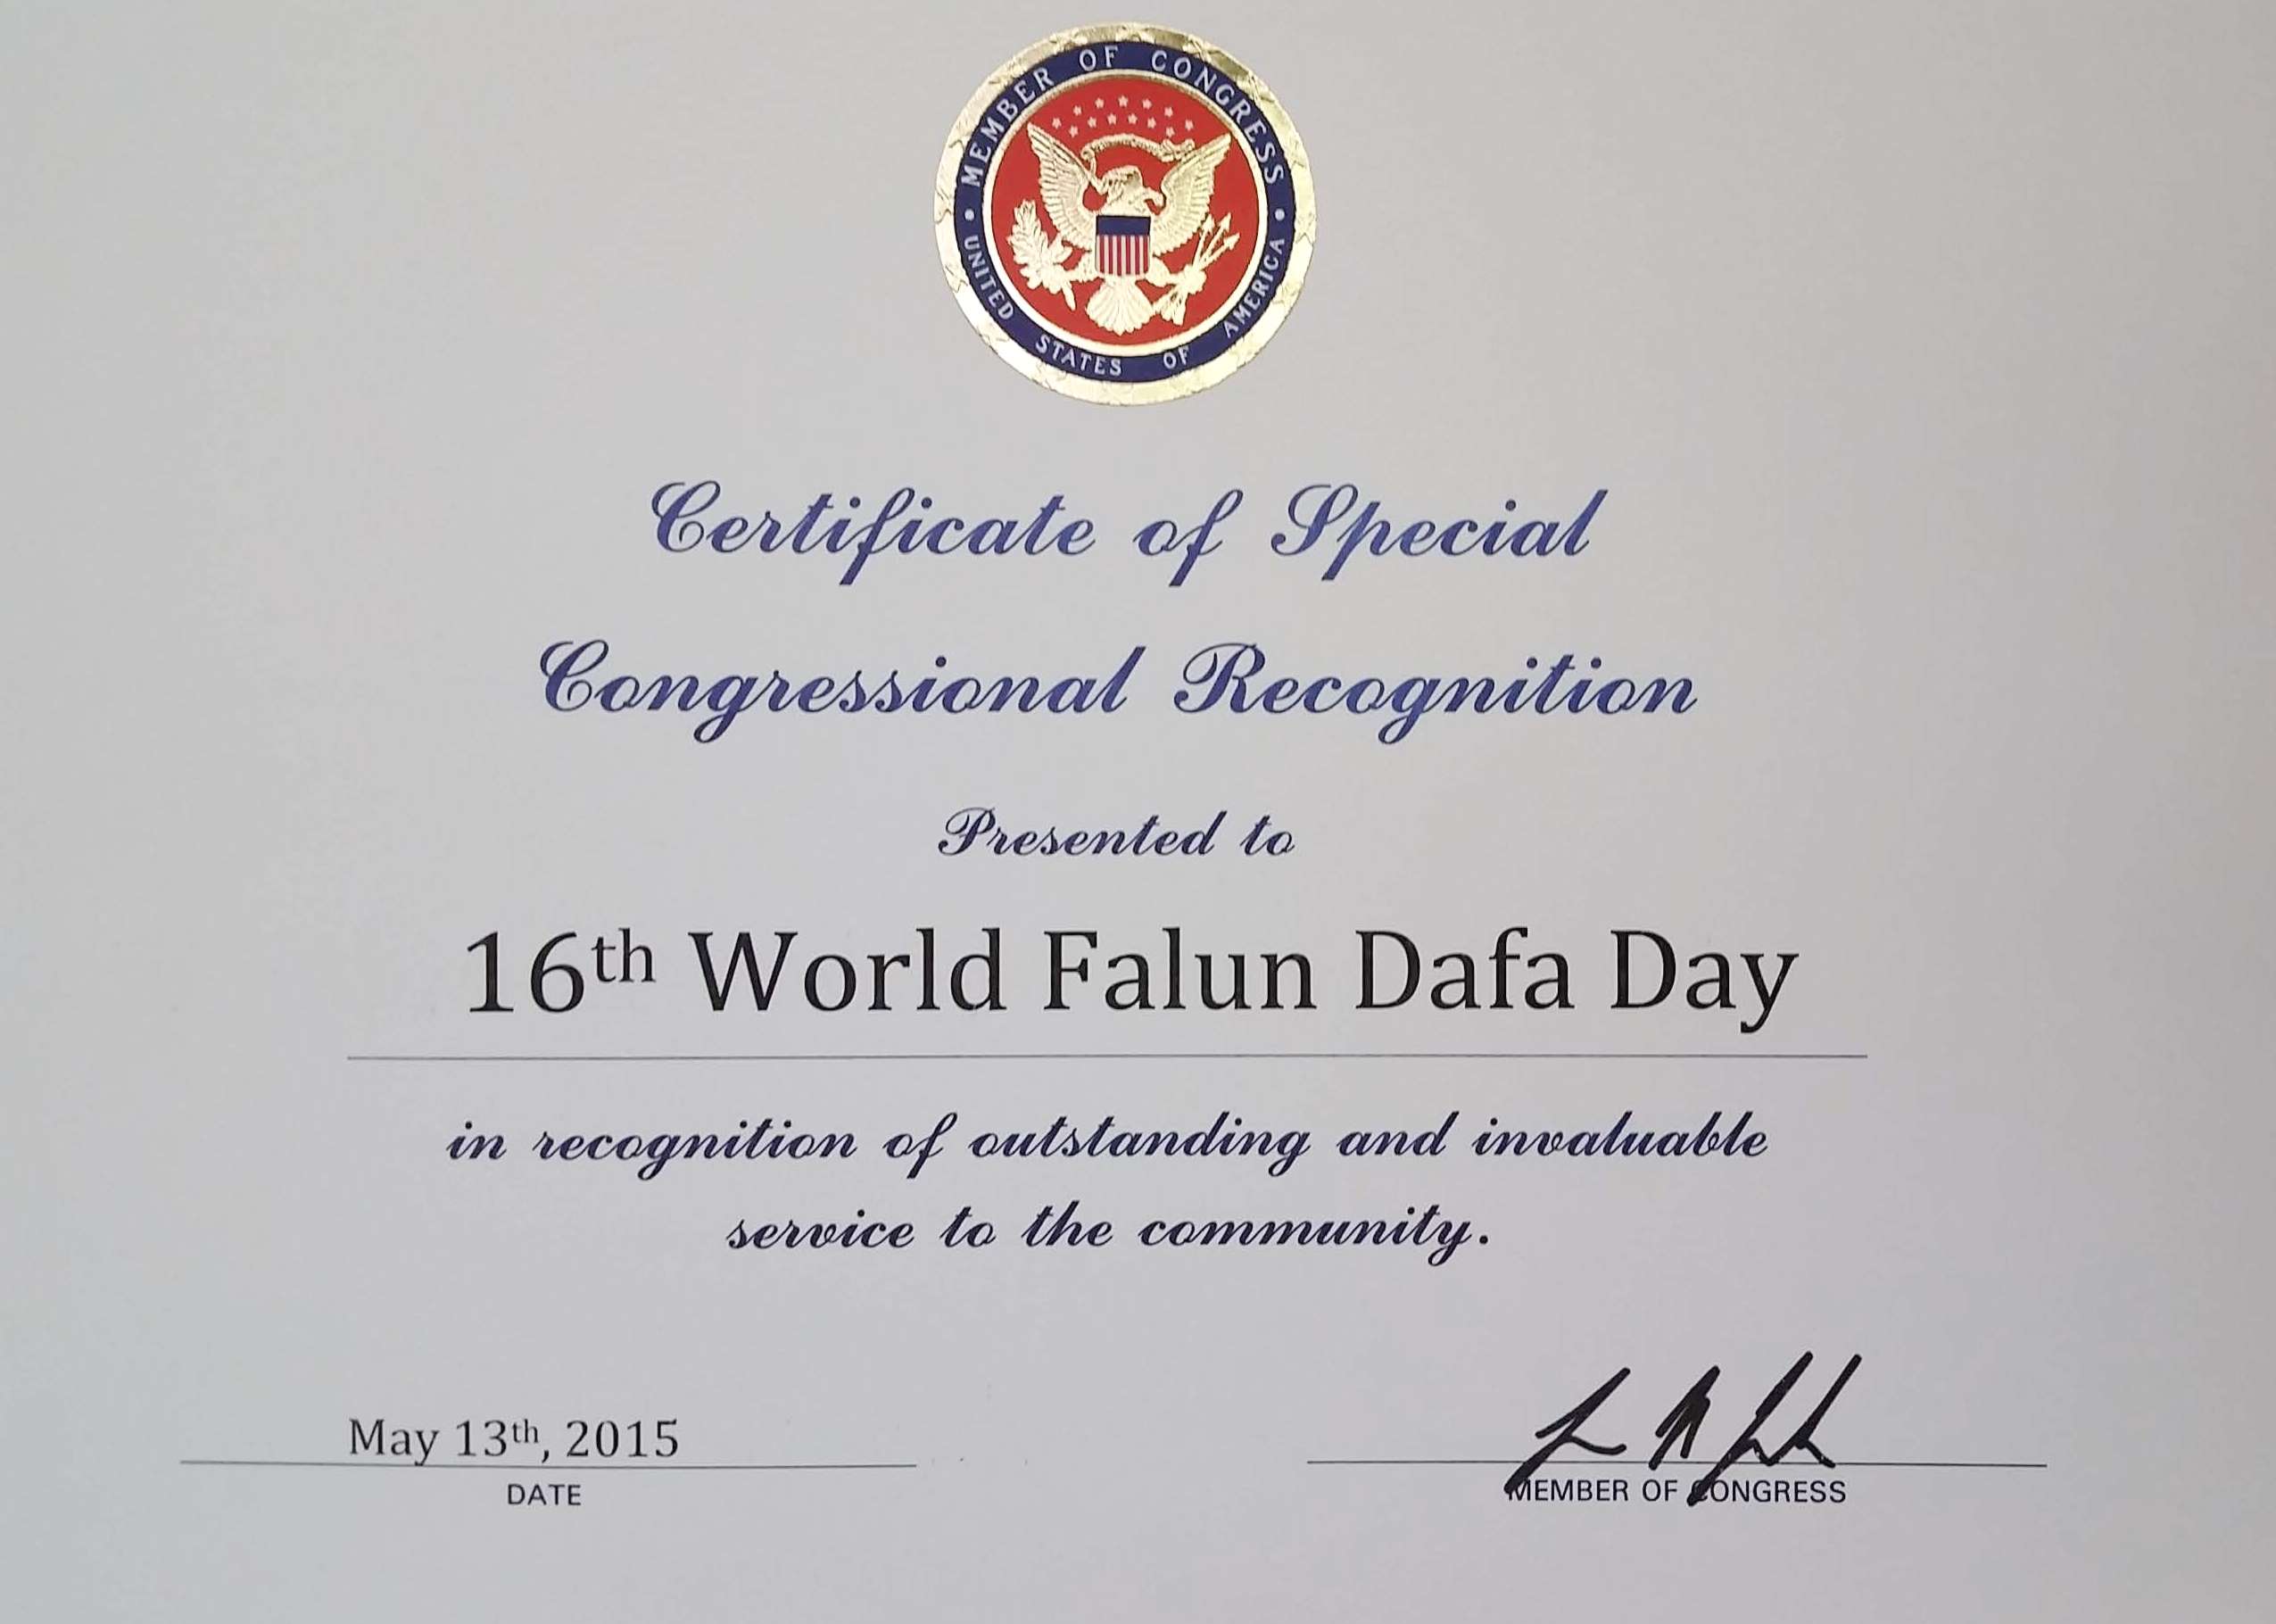 MEMBER OF CONGRESS
UNITED STATES OF AMERICA
Certificate of Special
Congressional Recognition
Presented to
16th World Falun Dafa Day
in recognition of outstanding and invaluable
service to the community.
May 13th, 2015
DATE
MEMBER OF CONGRESS